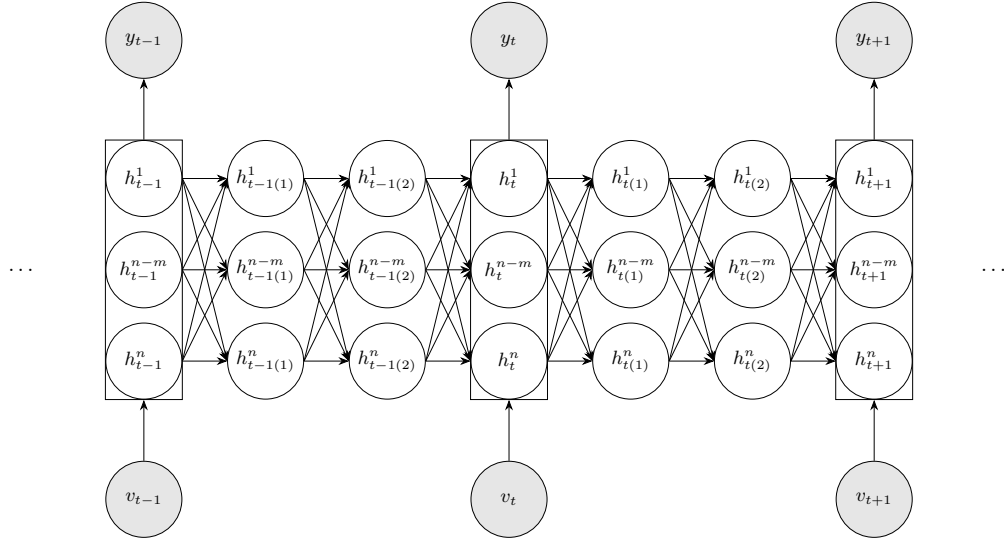 y_{t-1} y_t y_{t+1}
h^1_{t-1} h^1_{t-1(1)} h^1_{t-1(2)} h^1_t h^1_{t(1)} h^1_{t(2)} h^1_{t+1}
... h^{n-m}_{t-1} h^{n-m}_{t-1(1)} h^{n-m}_{t-1(2)} h^{n-m}_t h^{n-m}_{t(1)} h^{n-m}_{t(2)} h^{n-m}_{t+1} ...
h^n_{t-1} h^n_{t-1(1)} h^n_{t-1(2)} h^n_t h^n_{t(1)} h^n_{t(2)} h^n_{t+1}
v_{t-1} v_t v_{t+1}